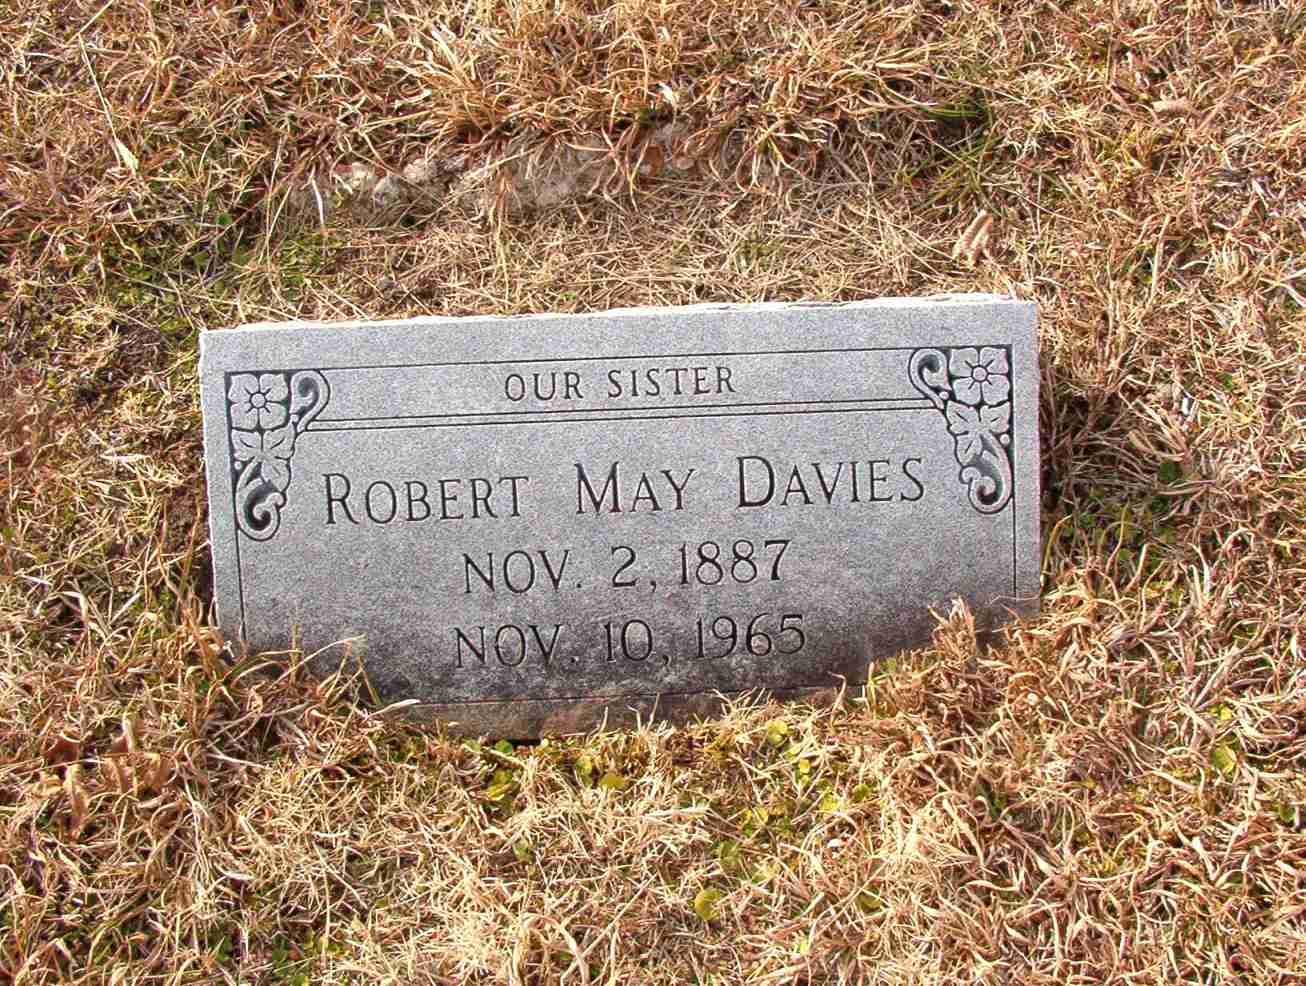 OUR SISTER
ROBERT MAY DAVIES
NOV. 2, 1887
NOV. 10, 1965